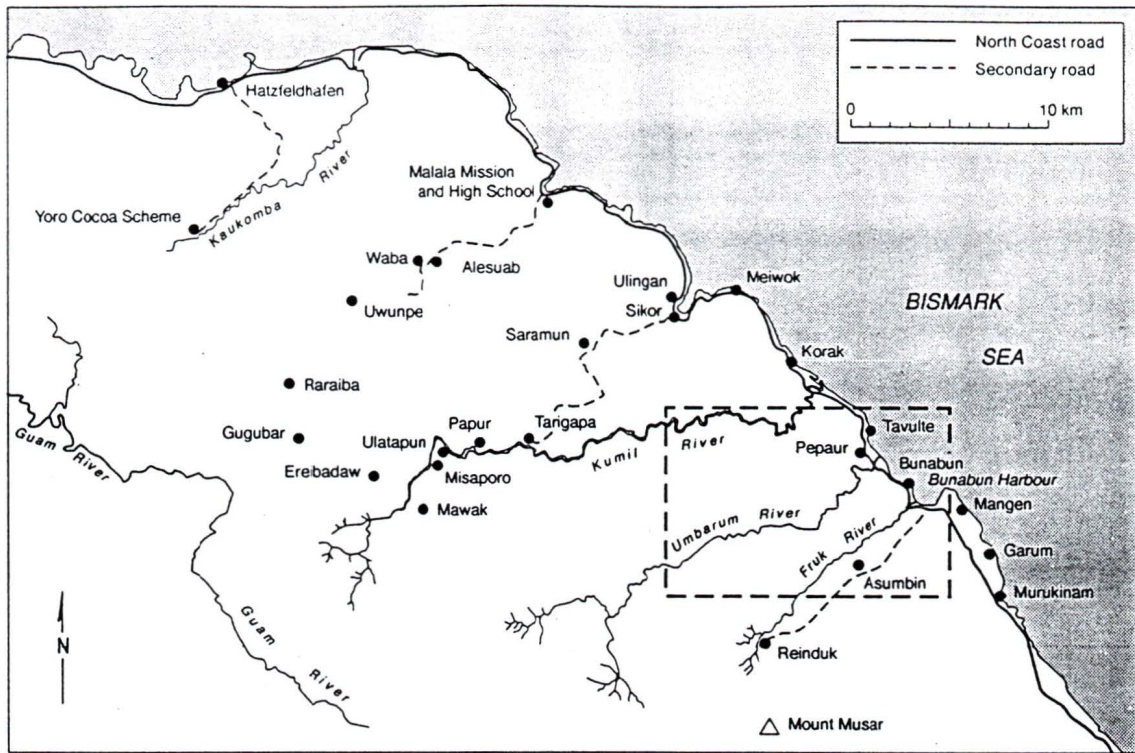 North Coast road
Secondary road
0 10 km
Hatzfeldhafen
Malala Mission
and High School
Yoro Cocoa Scheme
Kaukomba River
Waba
Alesuab
Uwunpe
Ulingan
Meiwok
Sikor
BISMARK
SEA
Saramun
Korak
Raraiba
Guam River
Gugubar
Papur
Tarigapa
Ulatapun
Kumil River
Tavulte
Pepaur
Ereibadaw
Misaporo
Bunabun
Bunabun Harbour
Mawak
Mangen
Umbarum River
Fruk River
Garum
Asumbin
Murukinam
Guam River
N
Reinduk
Mount Musar